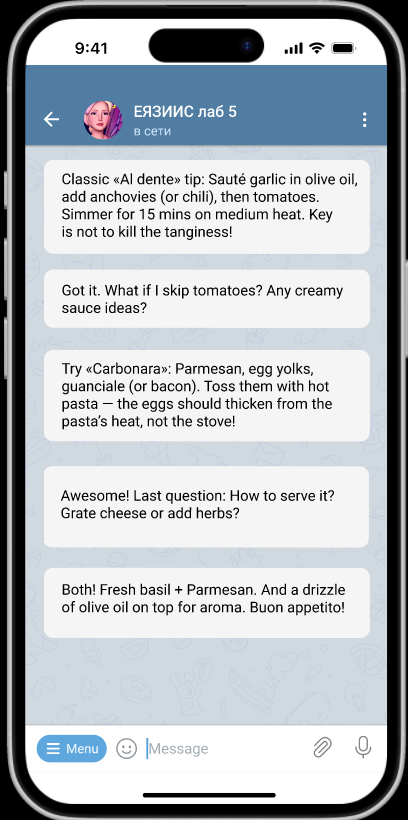 9:41
ЕЯЗИИС лаб 5
в сети
Classic «Al dente» tip: Sauté garlic in olive oil,
add anchovies (or chili), then tomatoes.
Simmer for 15 mins on medium heat. Key
is not to kill the tanginess!
Got it. What if I skip tomatoes? Any creamy
sauce ideas?
Try «Carbonara»: Parmesan, egg yolks,
guanciale (or bacon). Toss them with hot
pasta — the eggs should thicken from the
pasta’s heat, not the stove!
Awesome! Last question: How to serve it?
Grate cheese or add herbs?
Both! Fresh basil + Parmesan. And a drizzle
of olive oil on top for aroma. Buon appetito!
Menu
Message